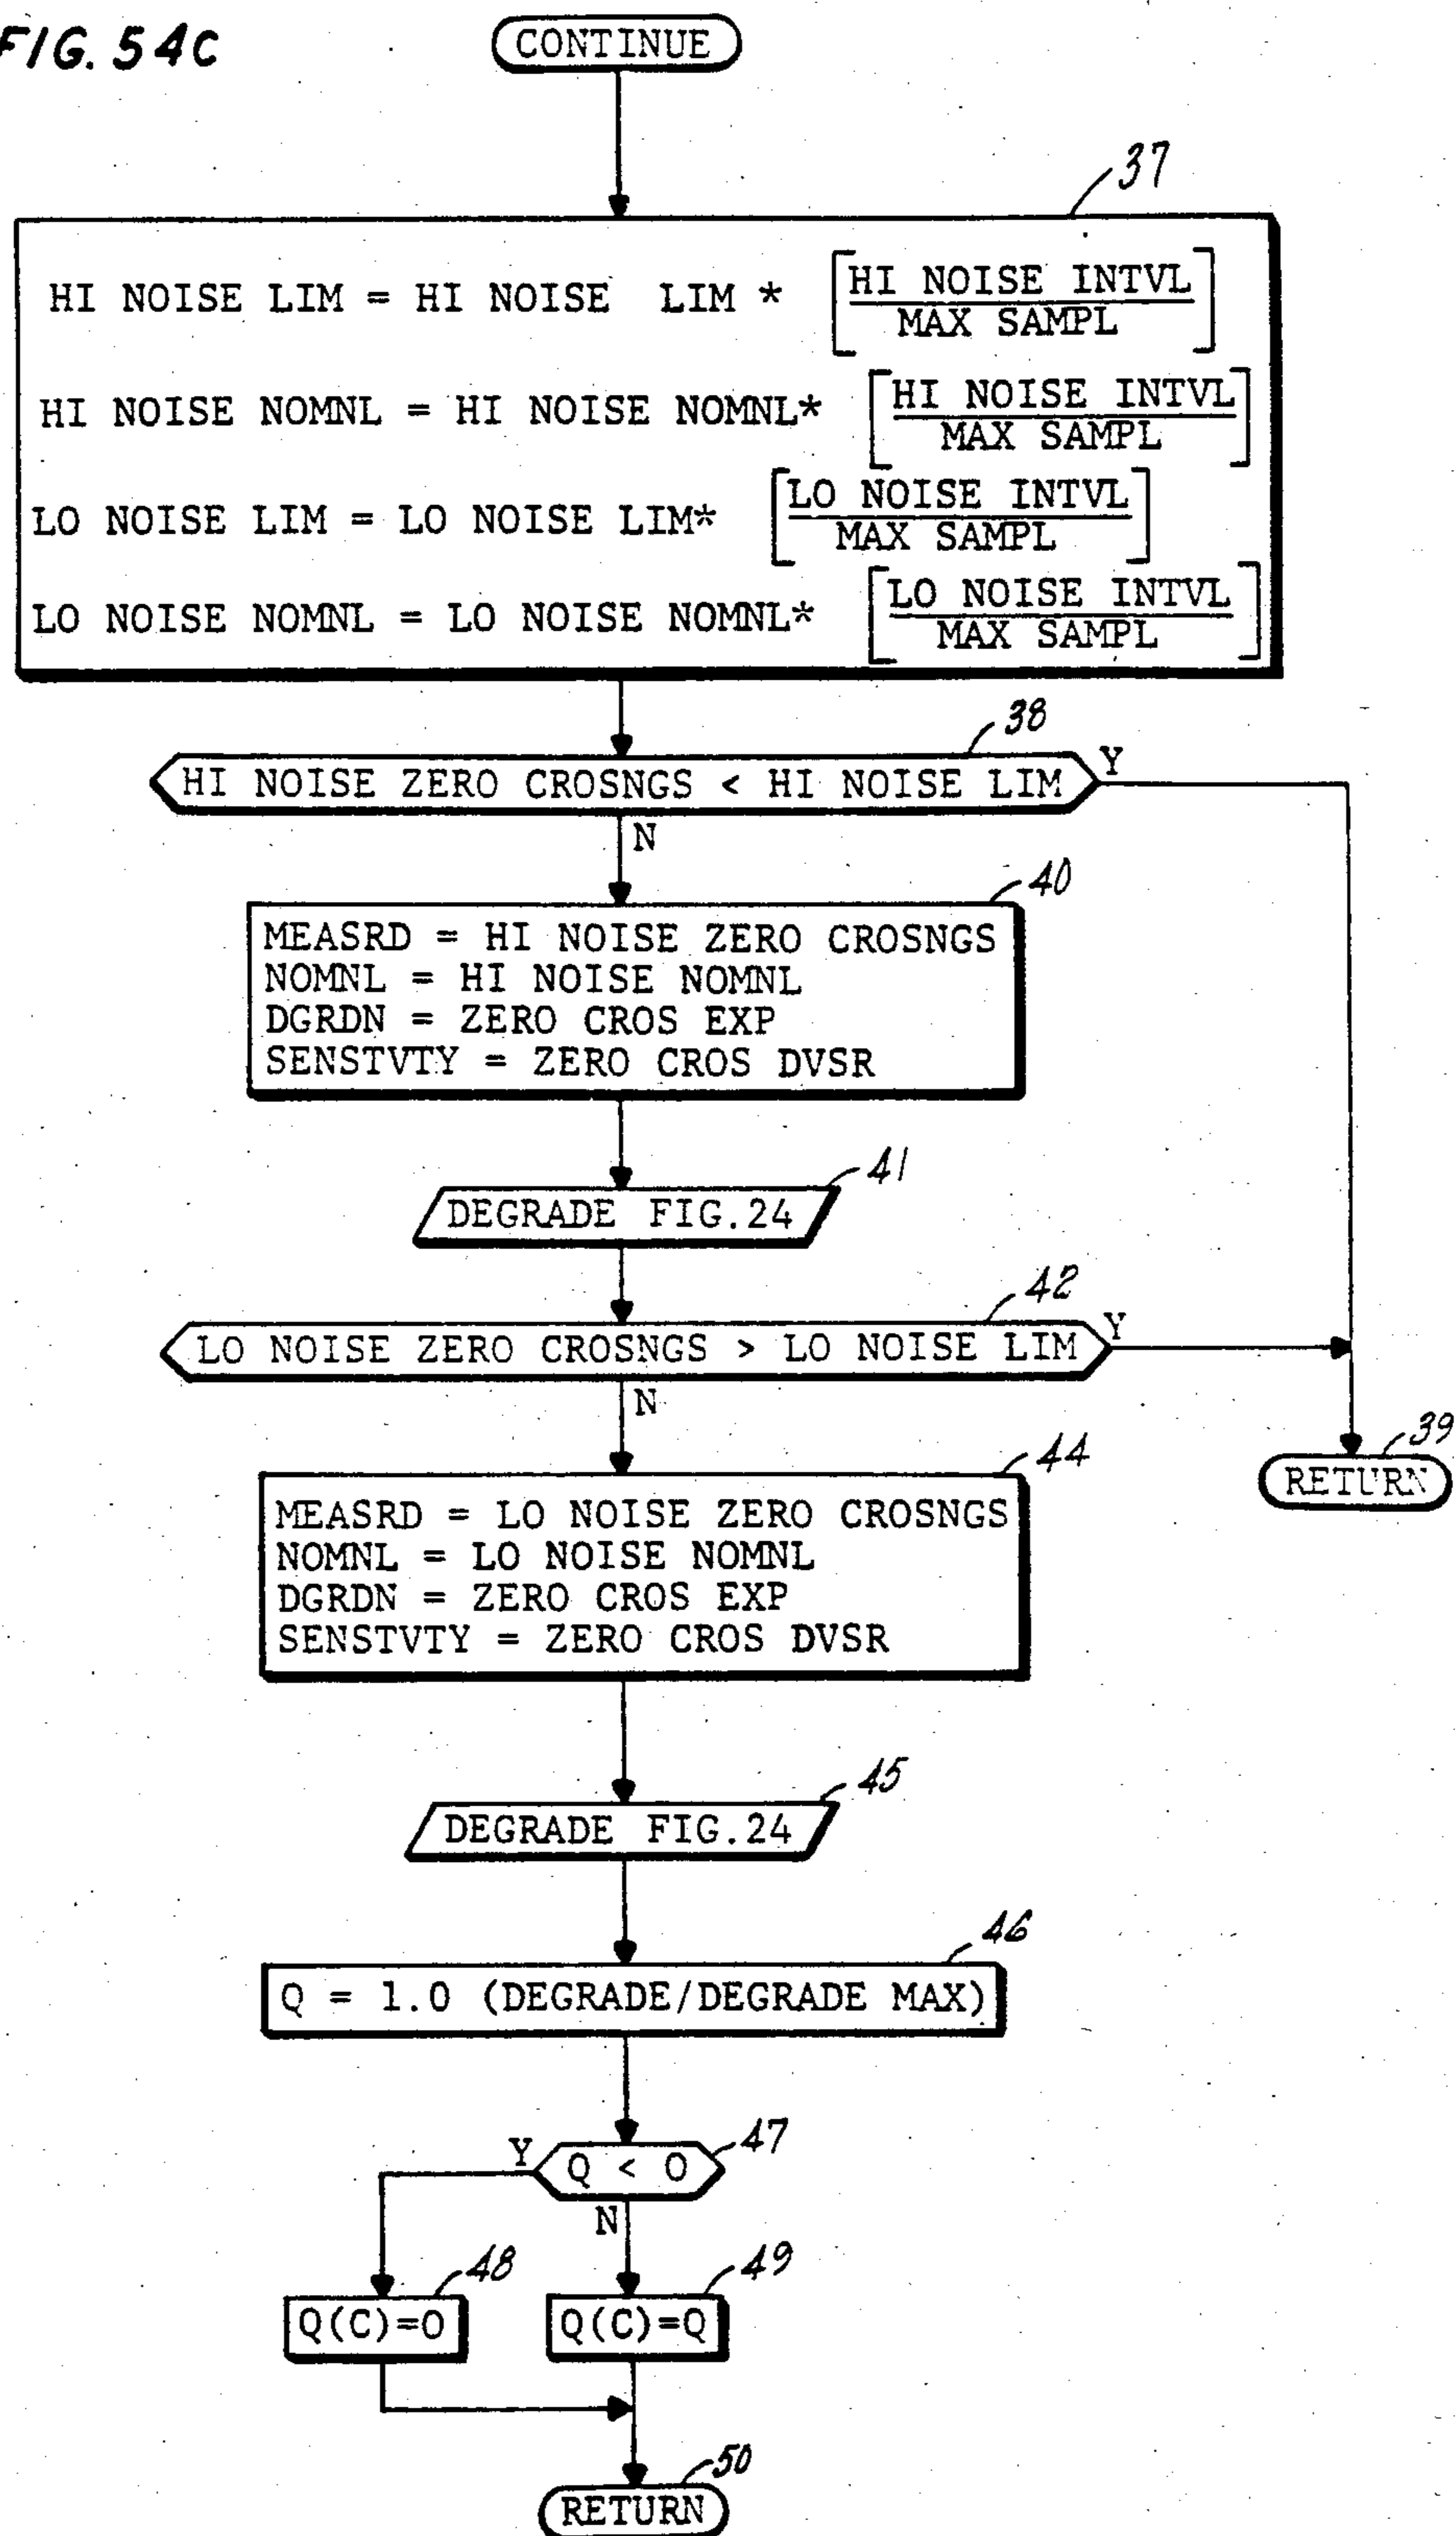 FIG. 54C
CONTINUE
37
HI NOISE LIM = HI NOISE LIM * [HI NOISE INTVL
MAX SAMPL]
HI NOISE NOMNL = HI NOISE NOMNL* [HI NOISE INTVL
MAX SAMPL]
LO NOISE LIM = LO NOISE LIM* [LO NOISE INTVL
MAX SAMPL]
LO NOISE NOMNL = LO NOISE NOMNL* [LO NOISE INTVL
MAX SAMPL]
38
HI NOISE ZERO CROSNGS < HI NOISE LIM
Y
N
40
MEASRD = HI NOISE ZERO CROSNGS
NOMNL = HI NOISE NOMNL
DGRDN = ZERO CROS EXP
SENSTVTY = ZERO CROS DVSR
41
DEGRADE FIG.24
42
LO NOISE ZERO CROSNGS > LO NOISE LIM
Y
N
39
RETURN
44
MEASRD = LO NOISE ZERO CROSNGS
NOMNL = LO NOISE NOMNL
DGRDN = ZERO CROS EXP
SENSTVTY = ZERO CROS DVSR
45
DEGRADE FIG.24
46
Q = 1.0 (DEGRADE/DEGRADE MAX)
47
Y
Q < 0
N
48
Q(C)=0
49
Q(C)=Q
50
RETURN